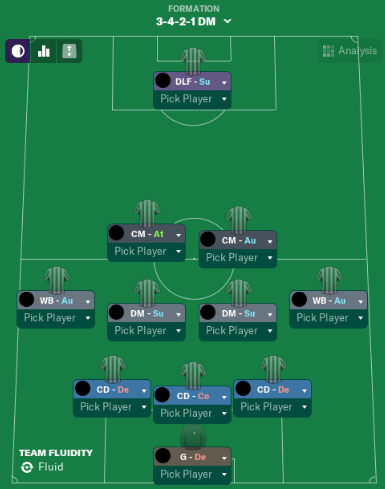 FORMATION
3-4-2-1 DM
Analysis
DLF - Su
Pick Player
CM - At
Pick Player
CM - Au
Pick Player
WB - Au
Pick Player
DM - Su
Pick Player
DM - Su
Pick Player
WB - Au
Pick Player
CD - De
Pick Player
CD - Co
Pick Player
CD - De
Pick Player
G - De
Pick Player
TEAM FLUIDITY
Fluid